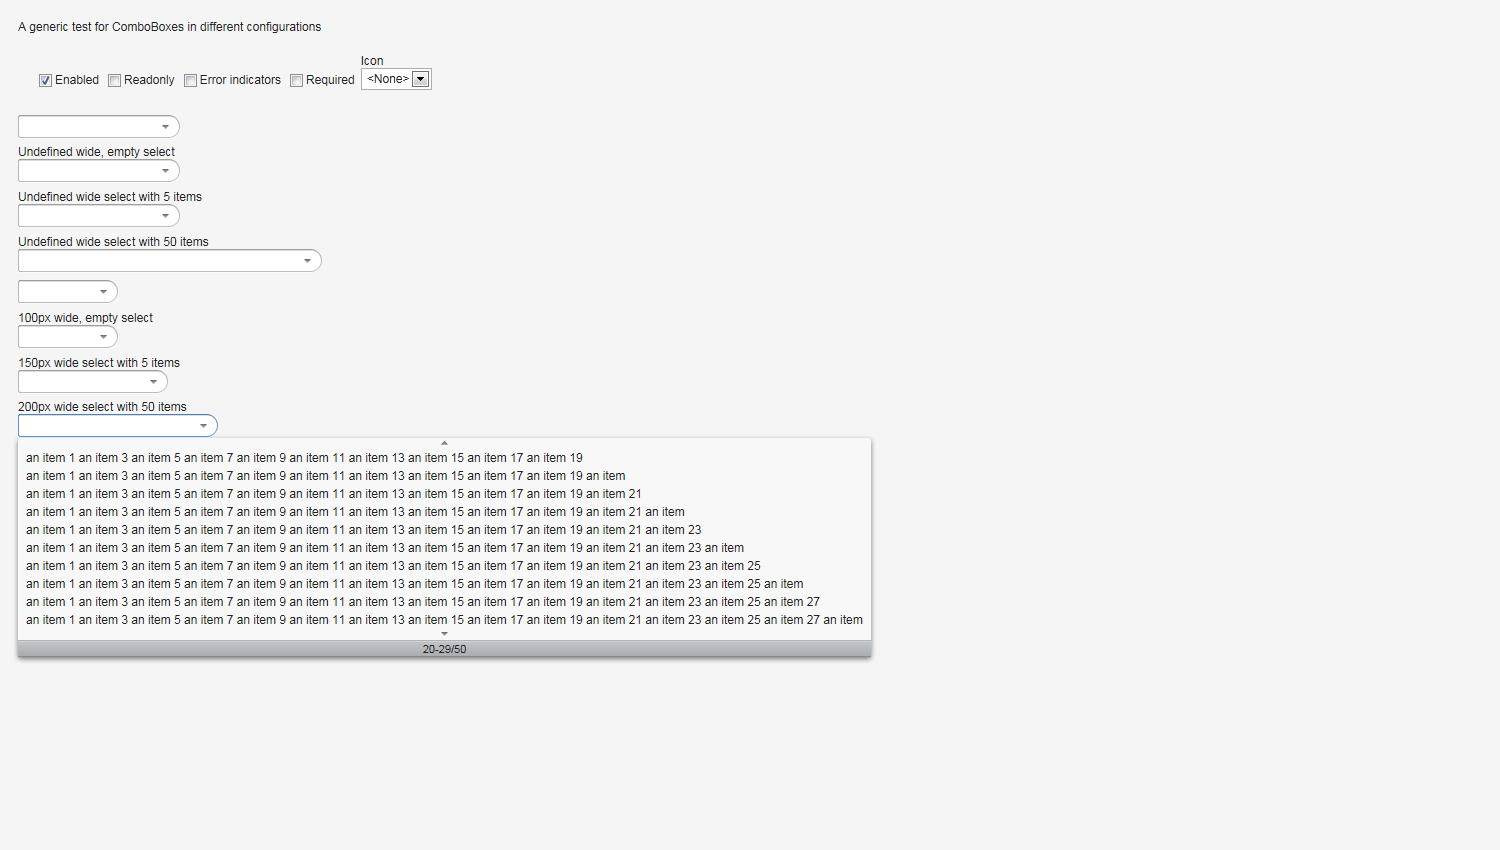 A generic test for ComboBoxes in different configurations
Icon
Enabled Readonly Error indicators Required <None>
Undefined wide, empty select
Undefined wide select with 5 items
Undefined wide select with 50 items
100px wide, empty select
150px wide select with 5 items
200px wide select with 50 items
an item 1 an item 3 an item 5 an item 7 an item 9 an item 11 an item 13 an item 15 an item 17 an item 19
an item 1 an item 3 an item 5 an item 7 an item 9 an item 11 an item 13 an item 15 an item 17 an item 19 an item
an item 1 an item 3 an item 5 an item 7 an item 9 an item 11 an item 13 an item 15 an item 17 an item 19 an item 21
an item 1 an item 3 an item 5 an item 7 an item 9 an item 11 an item 13 an item 15 an item 17 an item 19 an item 21 an item
an item 1 an item 3 an item 5 an item 7 an item 9 an item 11 an item 13 an item 15 an item 17 an item 19 an item 21 an item 23
an item 1 an item 3 an item 5 an item 7 an item 9 an item 11 an item 13 an item 15 an item 17 an item 19 an item 21 an item 23 an item
an item 1 an item 3 an item 5 an item 7 an item 9 an item 11 an item 13 an item 15 an item 17 an item 19 an item 21 an item 23 an item 25
an item 1 an item 3 an item 5 an item 7 an item 9 an item 11 an item 13 an item 15 an item 17 an item 19 an item 21 an item 23 an item 25 an item
an item 1 an item 3 an item 5 an item 7 an item 9 an item 11 an item 13 an item 15 an item 17 an item 19 an item 21 an item 23 an item 25 an item 27
an item 1 an item 3 an item 5 an item 7 an item 9 an item 11 an item 13 an item 15 an item 17 an item 19 an item 21 an item 23 an item 25 an item 27 an item
20-29/50